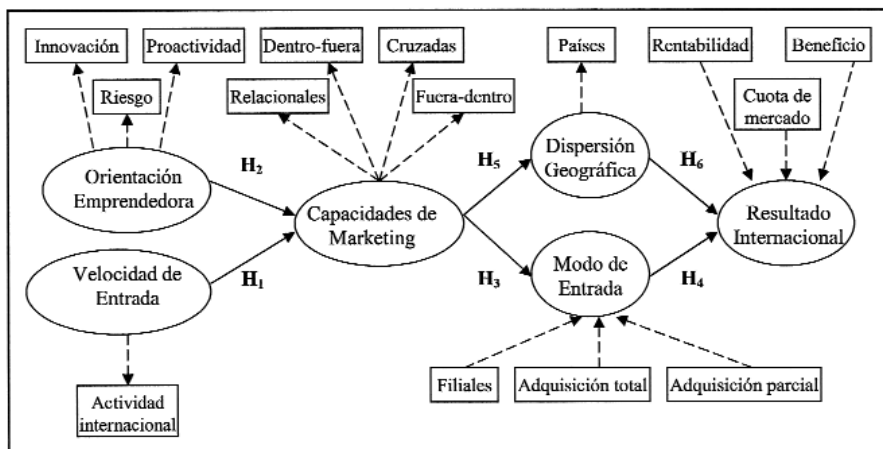 Innovación
Proactividad
Dentro-fuera
Cruzadas
Países
Rentabilidad
Beneficio
Riesgo
Relacionales
Fuera-dentro
Cuota de
mercado
Orientación
Emprendedora
H2
Capacidades de
Marketing
H5
Dispersión
Geográfica
H6
Resultado
Internacional
Velocidad de
Entrada
H1
H3
Modo de
Entrada
H4
Filiales
Adquisición total
Adquisición parcial
Actividad
internacional